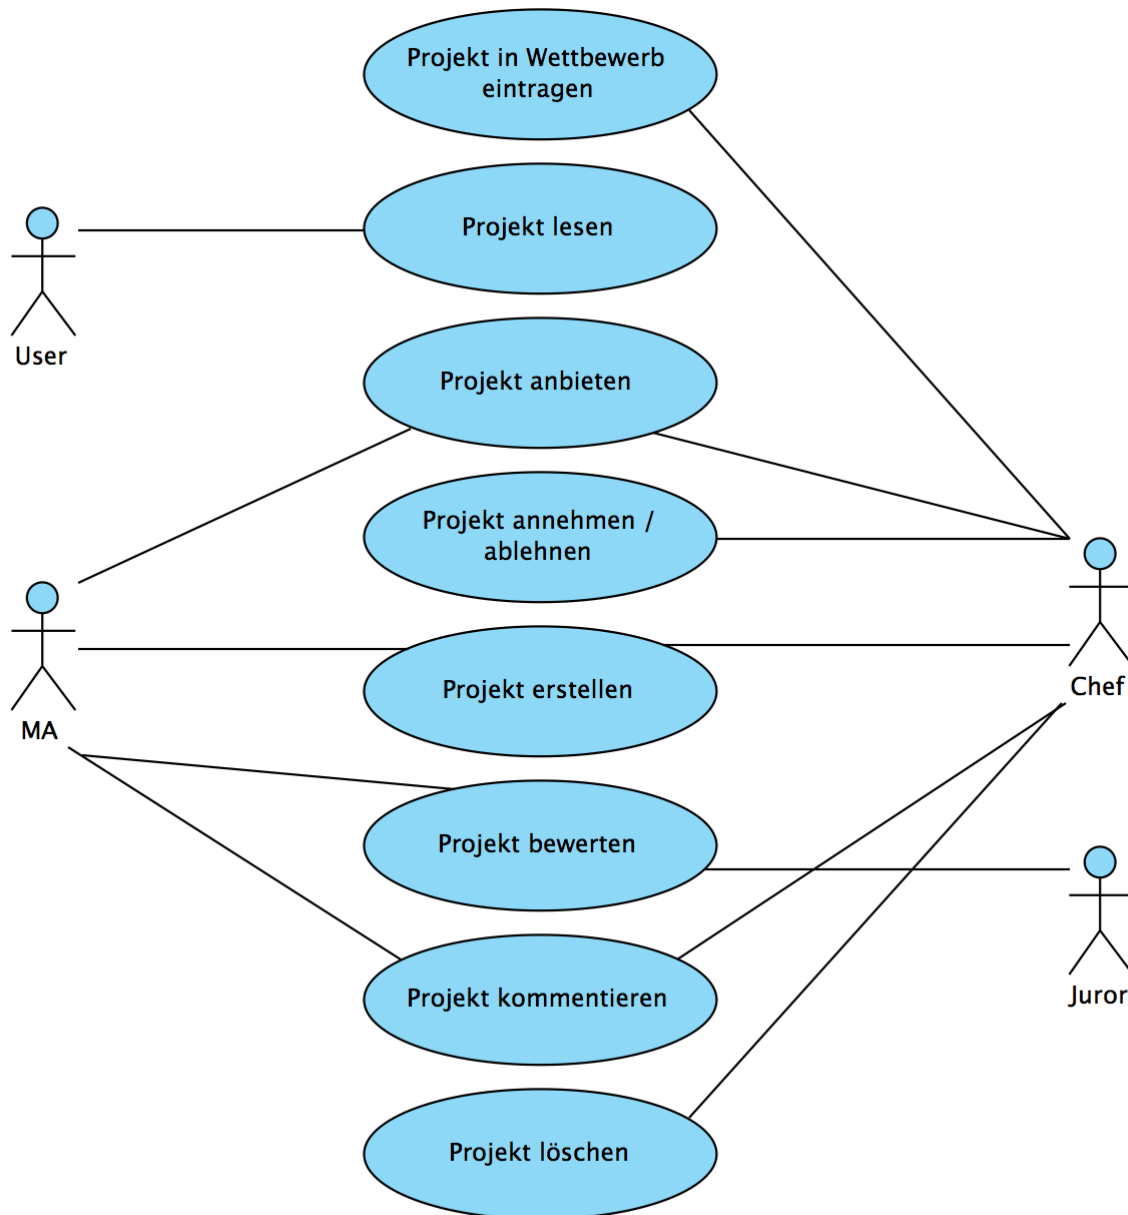 Projekt in Wettbewerb
eintragen
Projekt lesen
User
Projekt anbieten
Projekt annehmen /
ablehnen
Projekt erstellen
Chef
MA
Projekt bewerten
Projekt kommentieren
Juror
Projekt löschen